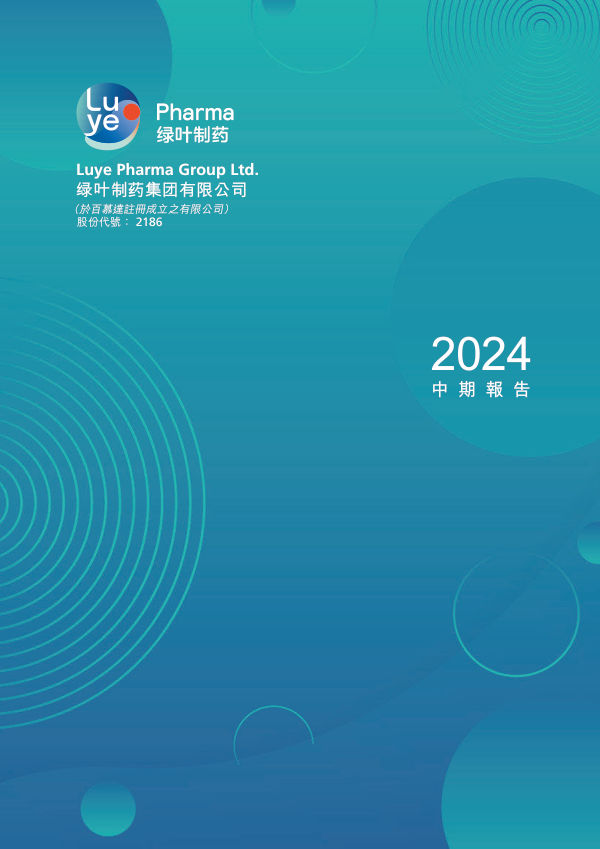 Lu
ye
Pharma
绿叶制药
Luye Pharma Group Ltd.
绿叶制药集团有限公司
(於百慕達註冊成立之有限公司)
股份代號： 2186
2024
中期報告